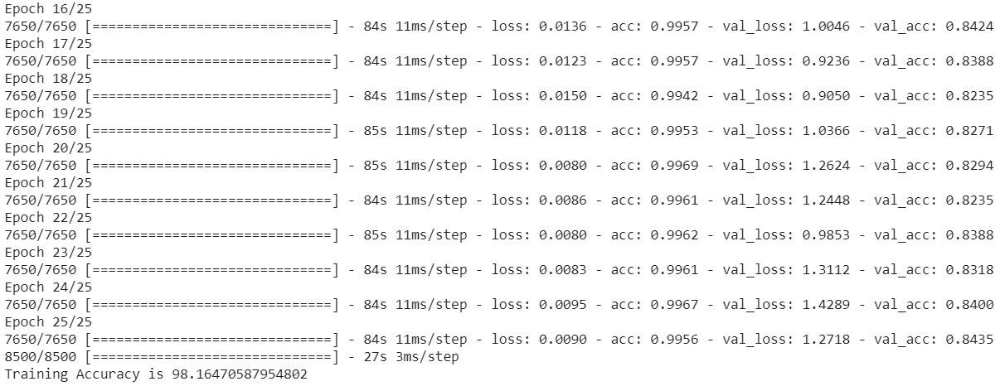 Epoch 16/25
7650/7650 [==============================] - 84s 11ms/step - loss: 0.0136 - acc: 0.9957 - val_loss: 1.0046 - val_acc: 0.8424
Epoch 17/25
7650/7650 [==============================] - 84s 11ms/step - loss: 0.0123 - acc: 0.9957 - val_loss: 0.9236 - val_acc: 0.8388
Epoch 18/25
7650/7650 [==============================] - 84s 11ms/step - loss: 0.0150 - acc: 0.9942 - val_loss: 0.9050 - val_acc: 0.8235
Epoch 19/25
7650/7650 [==============================] - 85s 11ms/step - loss: 0.0118 - acc: 0.9953 - val_loss: 1.0366 - val_acc: 0.8271
Epoch 20/25
7650/7650 [==============================] - 85s 11ms/step - loss: 0.0080 - acc: 0.9969 - val_loss: 1.2624 - val_acc: 0.8294
Epoch 21/25
7650/7650 [==============================] - 84s 11ms/step - loss: 0.0086 - acc: 0.9961 - val_loss: 1.2448 - val_acc: 0.8235
Epoch 22/25
7650/7650 [==============================] - 85s 11ms/step - loss: 0.0080 - acc: 0.9962 - val_loss: 0.9853 - val_acc: 0.8388
Epoch 23/25
7650/7650 [==============================] - 84s 11ms/step - loss: 0.0083 - acc: 0.9961 - val_loss: 1.3112 - val_acc: 0.8318
Epoch 24/25
7650/7650 [==============================] - 84s 11ms/step - loss: 0.0095 - acc: 0.9967 - val_loss: 1.4289 - val_acc: 0.8400
Epoch 25/25
7650/7650 [==============================] - 84s 11ms/step - loss: 0.0090 - acc: 0.9956 - val_loss: 1.2718 - val_acc: 0.8435
8500/8500 [==============================] - 27s 3ms/step
Training Accuracy is 98.16470587954802